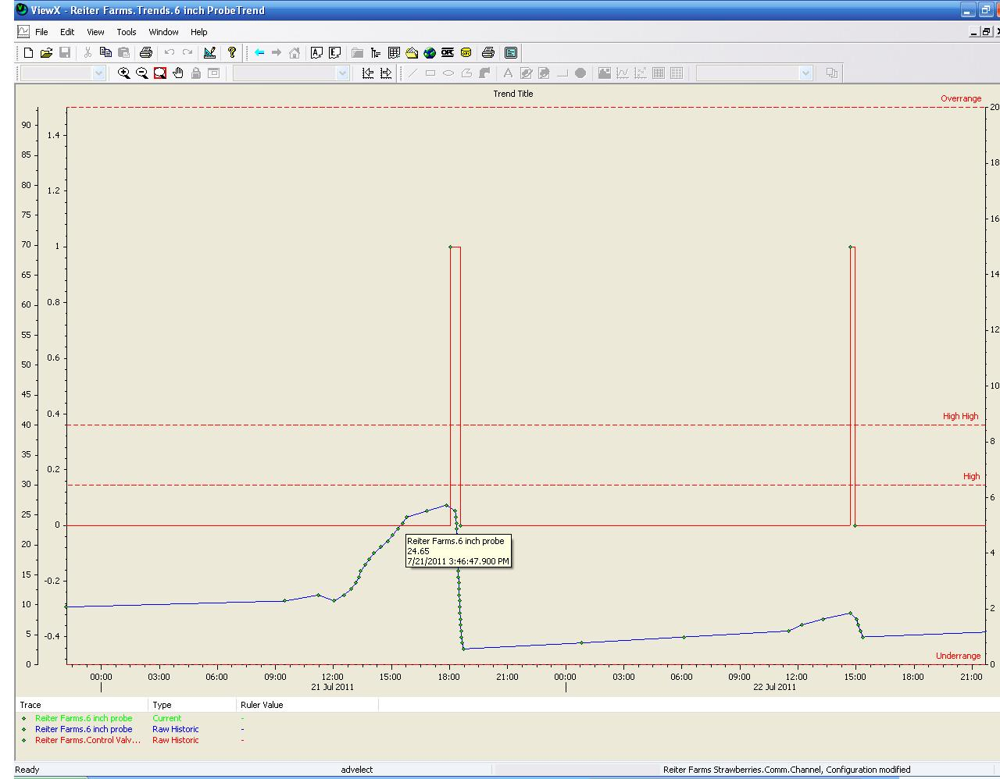 ViewX - Reiter Farms.Trends.6 inch ProbeTrend
File Edit View Tools Window Help
Trend Title
Overrange
90
85
80
75
70
65
60
55
50
45
40
35
30
25
20
15
10
5
0
1.4
1.2
1
0.8
0.6
0.4
0.2
0
-0.2
-0.4
20
18
16
14
12
10
8
6
4
2
0
High High
High
Underrange
Reiter Farms.6 inch probe
24.65
7/21/2011 3:46:47.900 PM
00:00 03:00 06:00 09:00 12:00 15:00 18:00 21:00 00:00 03:00 06:00 09:00 12:00 15:00 18:00 21:00
21 Jul 2011 22 Jul 2011
Trace Type Ruler Value
Reiter Farms.6 inch probe Current -
Reiter Farms.6 inch probe Raw Historic -
Reiter Farms.Control Valv... Raw Historic -
Ready advelect Reiter Farms Strawberries.Comm.Channel, Configuration modified